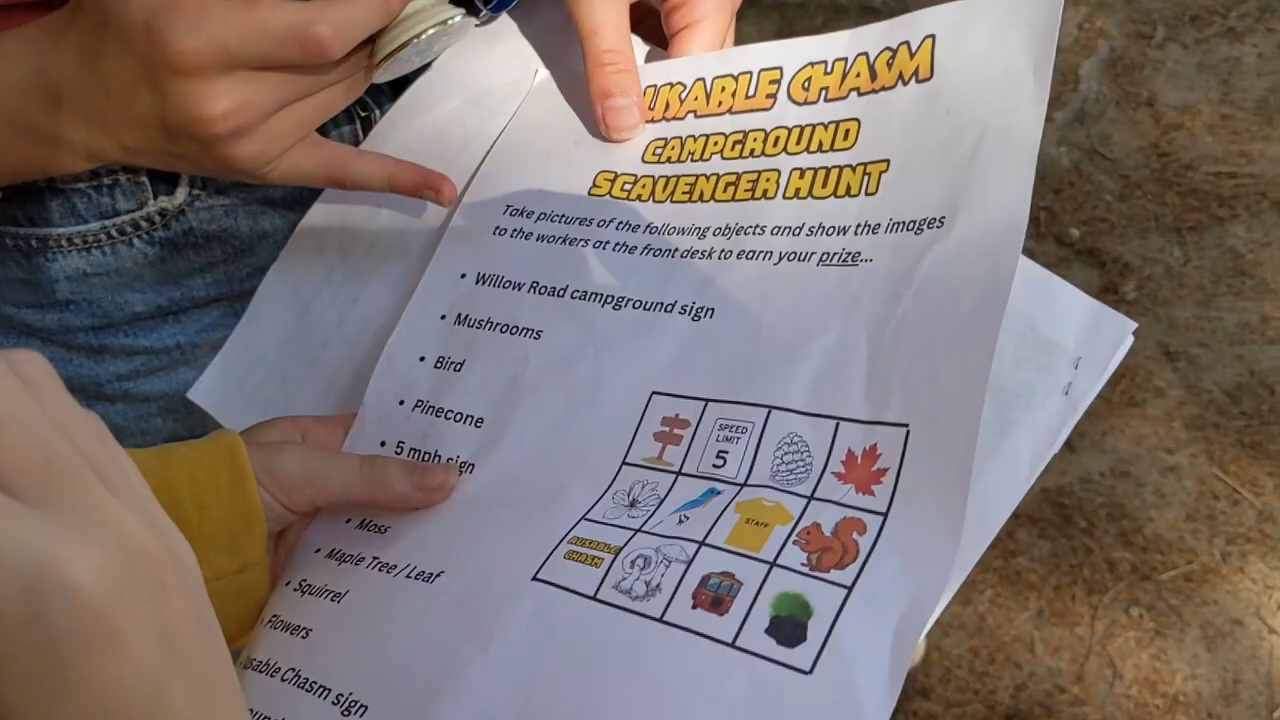 USABLE CHASM
CAMPGROUND
SCAVENGER HUNT
Take pictures of the following objects and show the images
to the workers at the front desk to earn your prize...
• Willow Road campground sign
• Mushrooms
• Bird
• Pinecone
• 5 mph sign
• Moss
• Maple Tree / Leaf
• Squirrel
• Flowers
usable Chasm sign
SPEED
LIMIT
5
STAFF
AUSABLE
CHASM